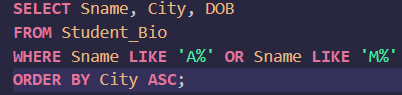 SELECT Sname, City, DOB
FROM Student_Bio
WHERE Sname LIKE 'A%' OR Sname LIKE 'M%'
ORDER BY City ASC;